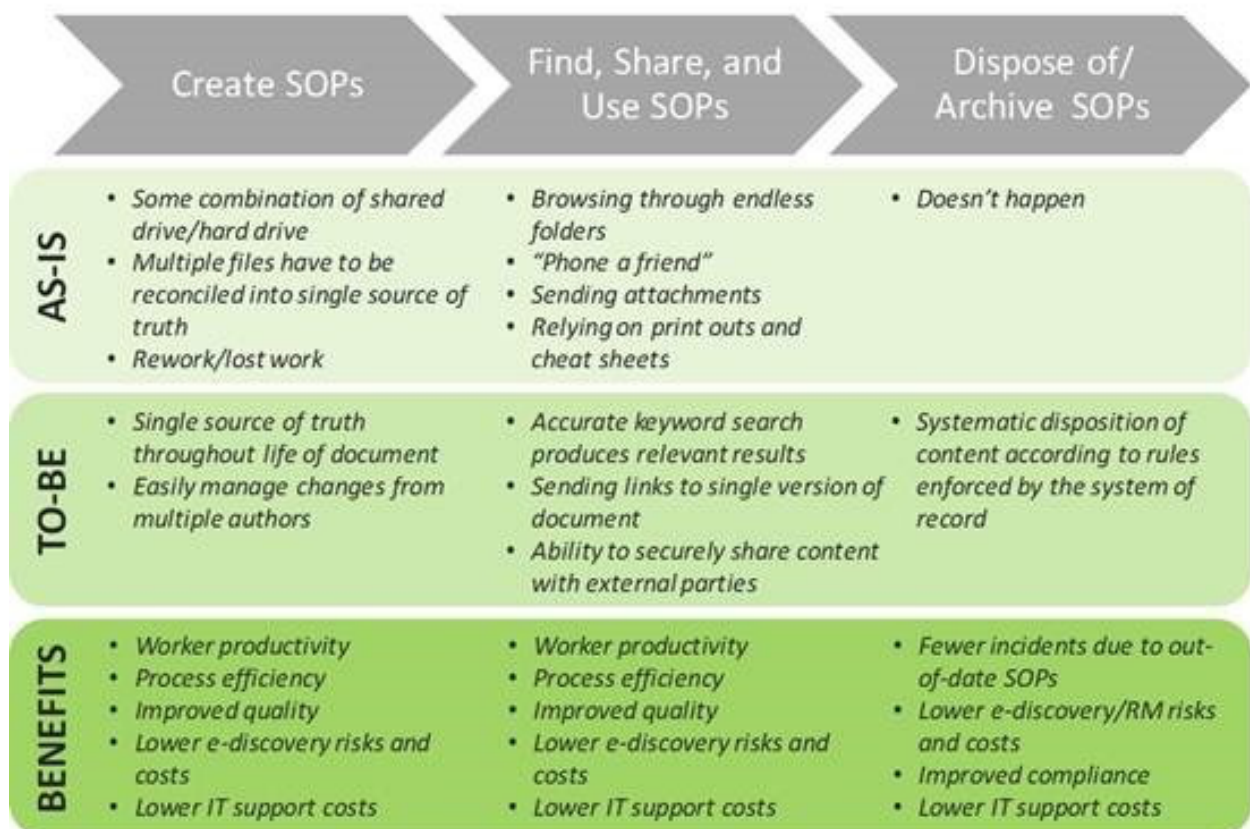 Create SOPs
Find, Share, and
Use SOPs
Dispose of/
Archive SOPs
AS-IS
• Some combination of shared
drive/hard drive
• Multiple files have to be
reconciled into single source of
truth
• Rework/lost work
• Browsing through endless
folders
• “Phone a friend”
• Sending attachments
• Relying on print outs and
cheat sheets
• Doesn’t happen
TO-BE
• Single source of truth
throughout life of document
• Easily manage changes from
multiple authors
• Accurate keyword search
produces relevant results
• Sending links to single version of
document
• Ability to securely share content
with external parties
• Systematic disposition of
content according to rules
enforced by the system of
record
BENEFITS
• Worker productivity
• Process efficiency
• Improved quality
• Lower e-discovery risks and
costs
• Lower IT support costs
• Worker productivity
• Process efficiency
• Improved quality
• Lower e-discovery risks and
costs
• Lower IT support costs
• Fewer incidents due to out-
of-date SOPs
• Lower e-discovery/RM risks
and costs
• Improved compliance
• Lower IT support costs